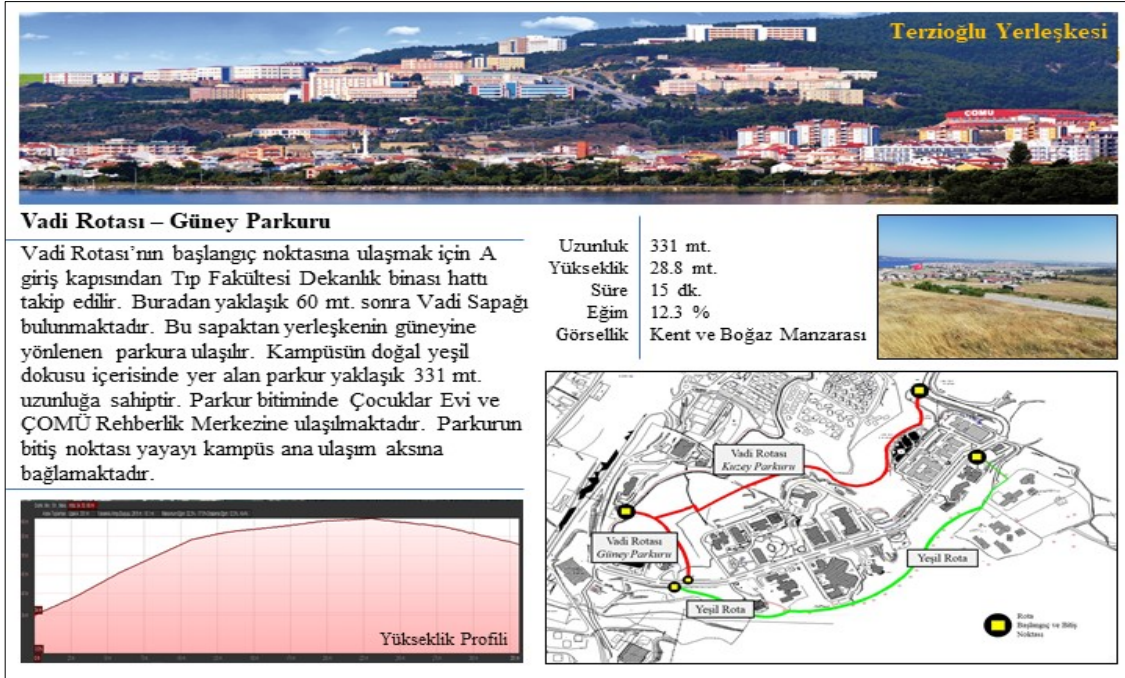 Terzioğlu Yerleşkesi
ÇOMU
Vadi Rotası – Güney Parkuru
Vadi Rotası'nın başlangıç noktasına ulaşmak için A
giriş kapısından Tıp Fakültesi Dekanlık binası hattı
takip edilir. Buradan yaklaşık 60 mt. sonra Vadi Sapağı
bulunmaktadır. Bu sapaktan yerleşkenin güneyine
yönlenen parkura ulaşılır. Kampüsün doğal yeşil
dokusu içerisinde yer alan parkur yaklaşık 331 mt.
uzunluğa sahiptir. Parkur bitiminde Çocuklar Evi ve
ÇOMÜ Rehberlik Merkezine ulaşılmaktadır. Parkurun
bitiş noktası yayayı kampüs ana ulaşım aksına
bağlamaktadır.
Uzunluk 331 mt.
Yükseklik 28.8 mt.
Süre 15 dk.
Eğim 12.3 %
Görsellik Kent ve Boğaz Manzarası
Yükseklik Profili
Vadi Rotası
Kuzey Parkuru
Vadi Rotası
Güney Parkuru
Yeşil Rota
Yeşil Rota
Rota
Başlangıç ve Bitiş
Noktası